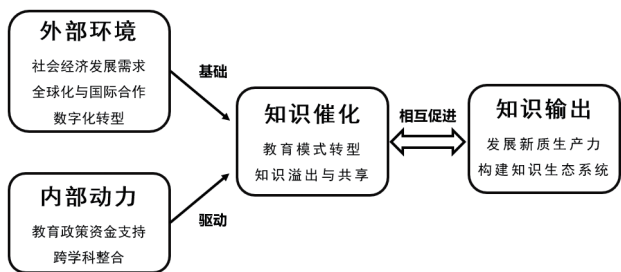 外部环境
社会经济发展需求
全球化与国际合作
数字化转型
基础
内部动力
教育政策资金支持
跨学科整合
驱动
知识催化
教育模式转型
知识溢出与共享
相互促进
知识输出
发展新质生产力
构建知识生态系统